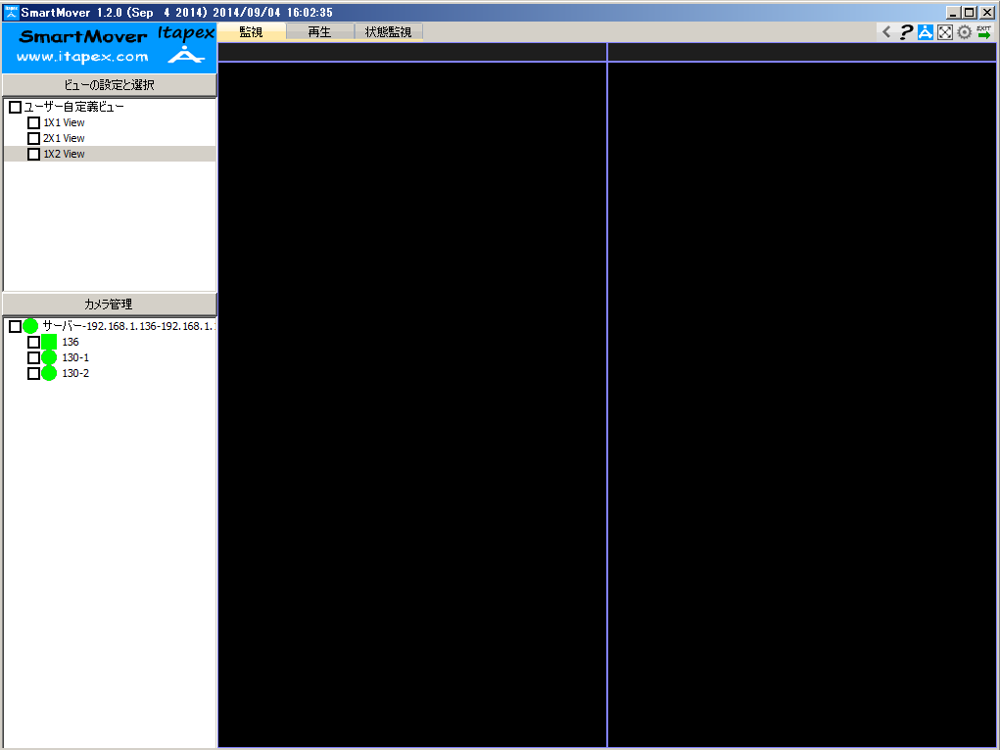 SmartMover 1.2.0 (Sep 4 2014) 2014/09/04 16:02:35
SmartMover Itapex
www.itapex.com
監視 再生 状態監視
EXIT
ビューの設定と選択
ユーザー自定義ビュー
1X1 View
2X1 View
1X2 View
カメラ管理
サーバー-192.168.1.136-192.168.1.
136
130-1
130-2